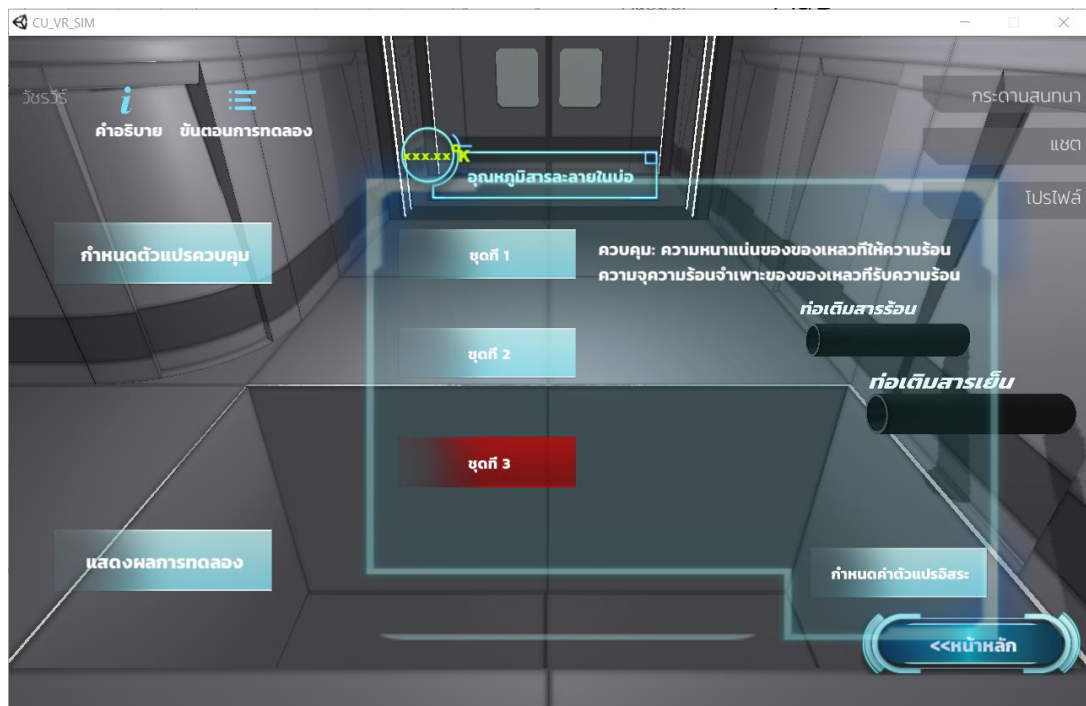 CU_VR_SIM
วัชรวีร์
i
คำอธิบาย
ขั้นตอนการทดลอง
กระดานสนทนา
แชต
โปรไฟล์
xxx.xx °K
อุณหภูมิสารละลายในบ่อ
กำหนดตัวแปรควบคุม
ชุดที่ 1
ควบคุม: ความหนาแน่นของของเหลวที่ให้ความร้อน
ความจุความร้อนจำเพาะของของเหลวที่รับความร้อน
ท่อเติมสารร้อน
ชุดที่ 2
ท่อเติมสารเย็น
ชุดที่ 3
แสดงผลการทดลอง
กำหนดค่าตัวแปรอิสระ
<<หน้าหลัก